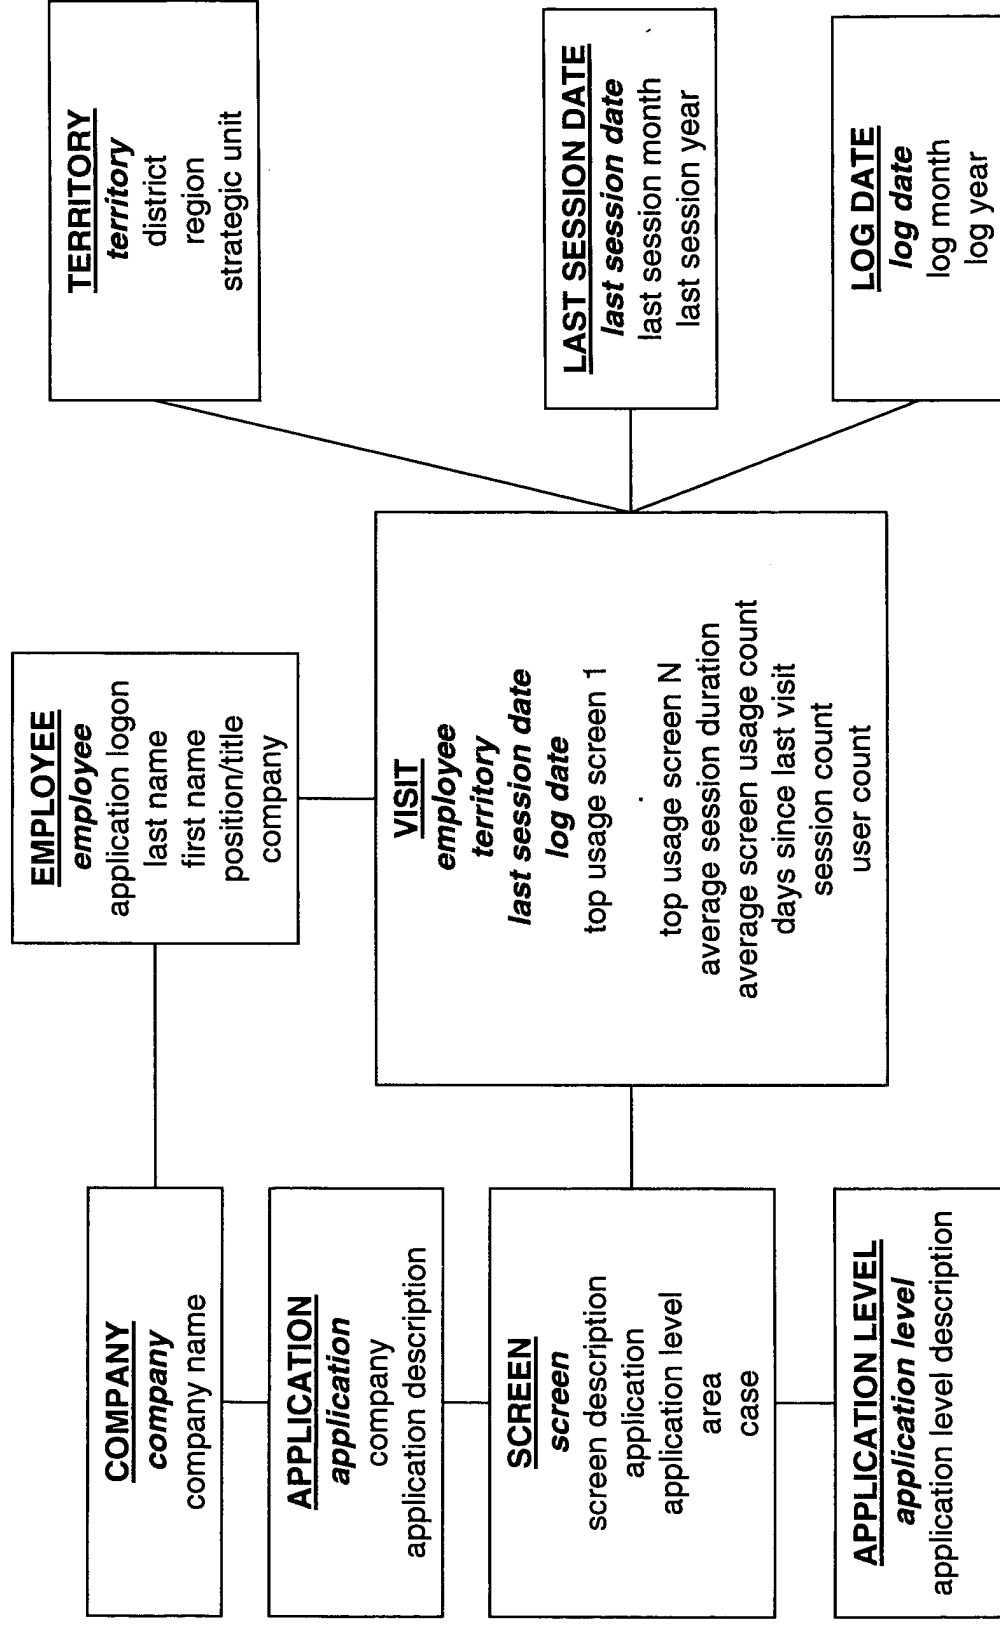 COMPANY
company
company name
APPLICATION
application
company
application description
SCREEN
screen
screen description
application
application level
area
case
APPLICATION LEVEL
application level
application level description
EMPLOYEE
employee
application logon
last name
first name
position/title
company
VISIT
employee
territory
last session date
log date
top usage screen 1
top usage screen N
average session duration
average screen usage count
days since last visit
session count
user count
TERRITORY
territory
district
region
strategic unit
LAST SESSION DATE
last session date
last session month
last session year
LOG DATE
log date
log month
log year